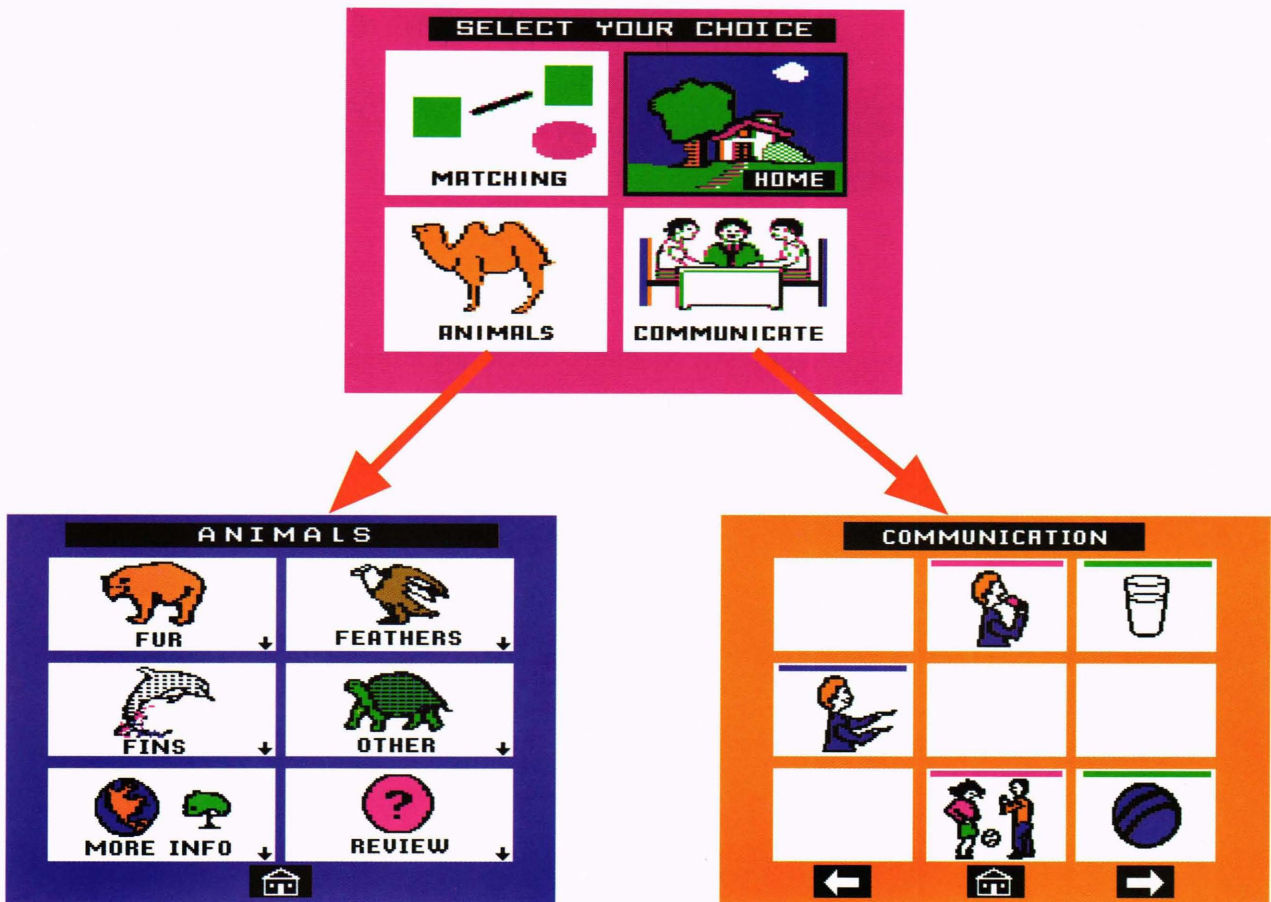 SELECT YOUR CHOICE
MATCHING
HOME
ANIMALS
COMMUNICATE
ANIMALS
FUR
FEATHERS
FINS
OTHER
MORE INFO
?
REVIEW
COMMUNICATION